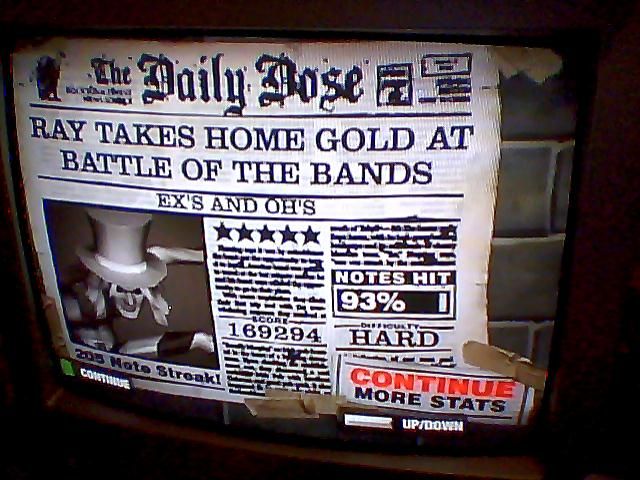 The Daily Dose
RAY TAKES HOME GOLD AT
BATTLE OF THE BANDS
EX'S AND OH'S
NOTES HIT
93%
SCORE
169294
DIFFICULTY
HARD
Note Streak!
CONTINUE
CONTINUE
MORE STATS
UP/DOWN